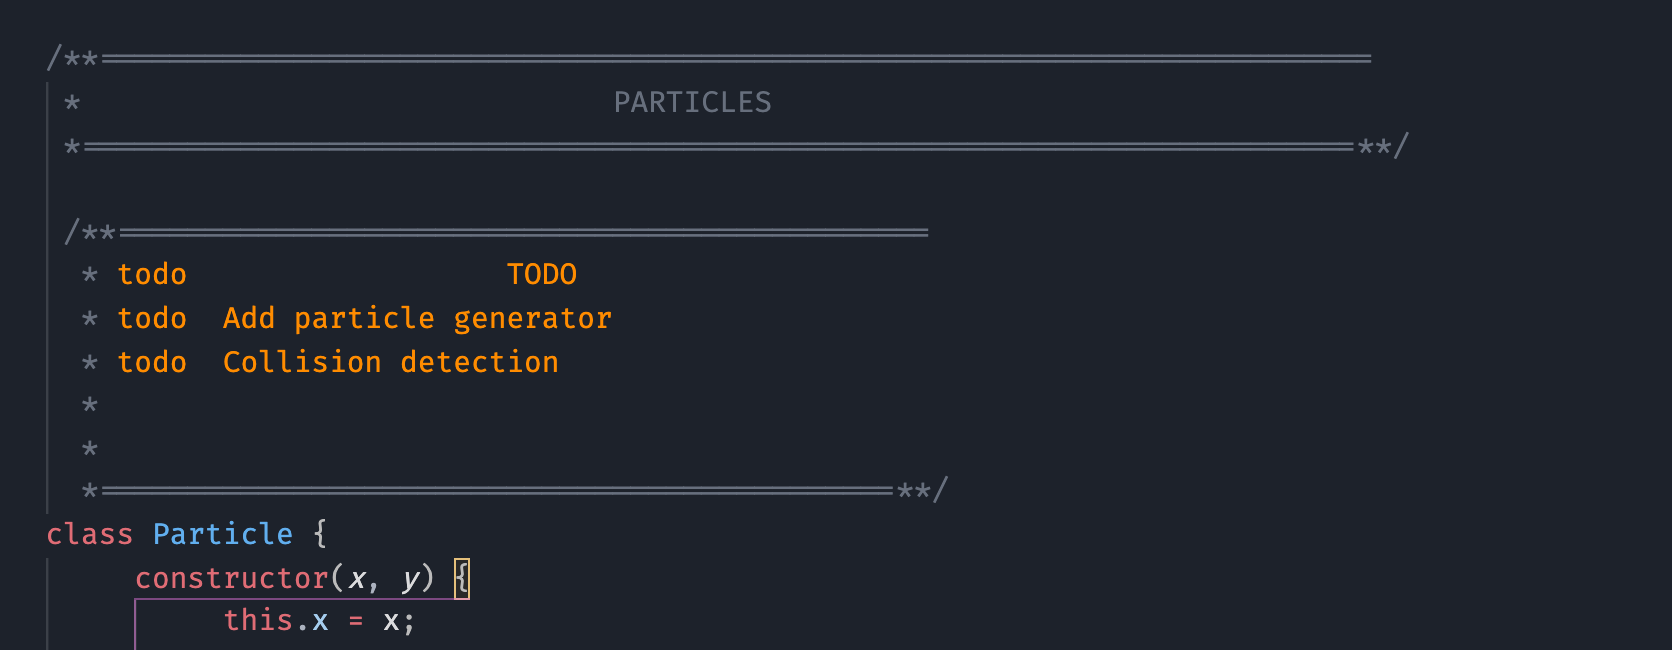 /**========================================================================
 *                              PARTICLES
 *========================================================================**/

 /**==============================================
  * todo                  TODO
  * todo  Add particle generator
  * todo  Collision detection
  *
  *
  *=============================================**/
class Particle {
     constructor(x, y) {
          this.x = x;